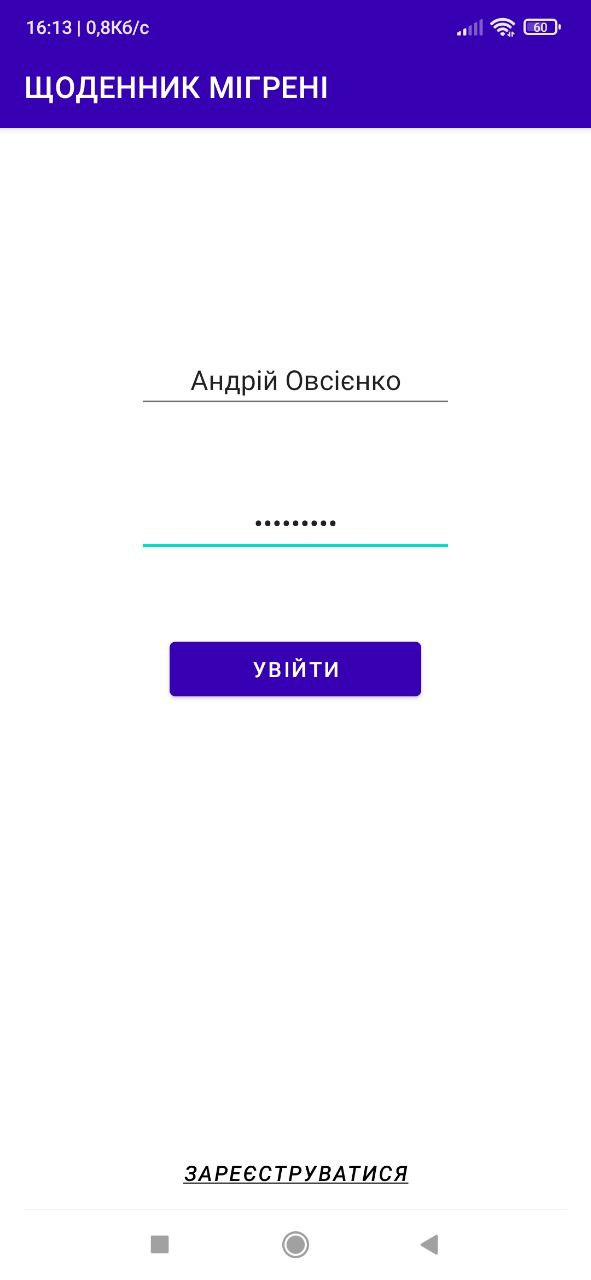 16:13 | 0,8Кб/с 60
ЩОДЕННИК МІГРЕНІ
Андрій Овсієнко
•••••••••
УВІЙТИ
ЗАРЕЄСТРУВАТИСЯ